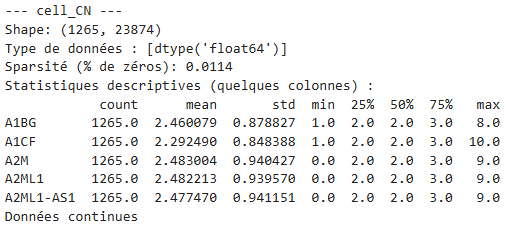 --- cell_CN ---
Shape: (1265, 23874)
Type de données : [dtype('float64')]
Sparsité (% de zéros): 0.0114
Statistiques descriptives (quelques colonnes) :
count mean std min 25% 50% 75% max
A1BG 1265.0 2.460079 0.878827 1.0 2.0 2.0 3.0 8.0
A1CF 1265.0 2.292490 0.848388 1.0 2.0 2.0 3.0 10.0
A2M 1265.0 2.483004 0.940427 0.0 2.0 2.0 3.0 9.0
A2ML1 1265.0 2.482213 0.939570 0.0 2.0 2.0 3.0 9.0
A2ML1-AS1 1265.0 2.477470 0.941151 0.0 2.0 2.0 3.0 9.0
Données continues